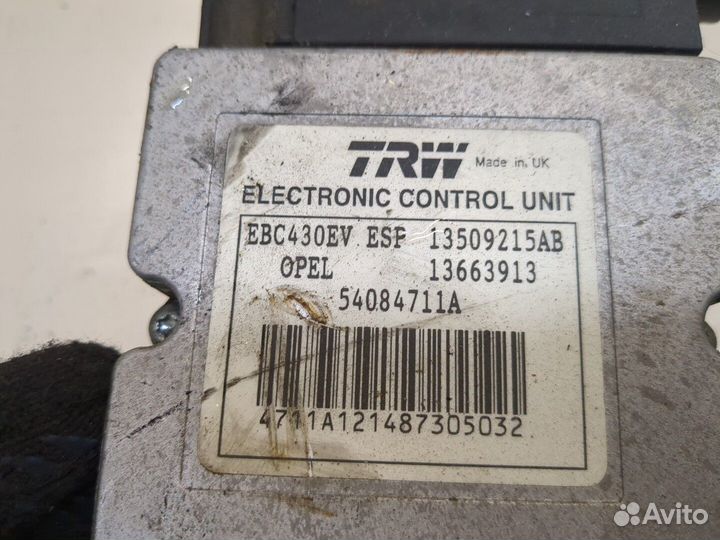 TRW Made in UK
ELECTRONIC CONTROL UNIT
EBC430EV ESP 13509215AB
OPEL 13663913
54084711A
4711A121487305032
Avito